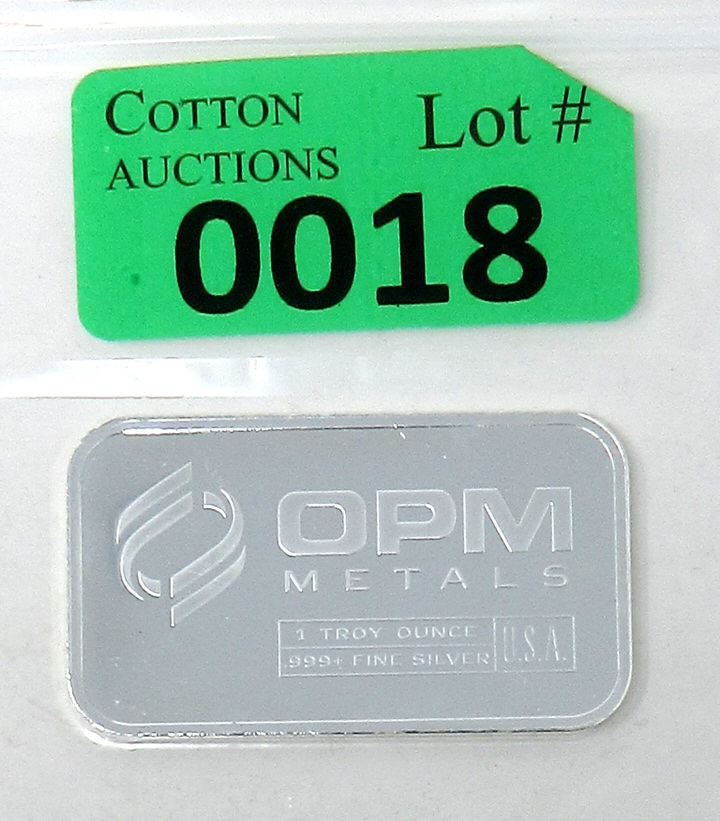 COTTON
AUCTIONS
Lot #
0018
OPM
METALS
1 TROY OUNCE
.999+ FINE SILVER
U.S.A.